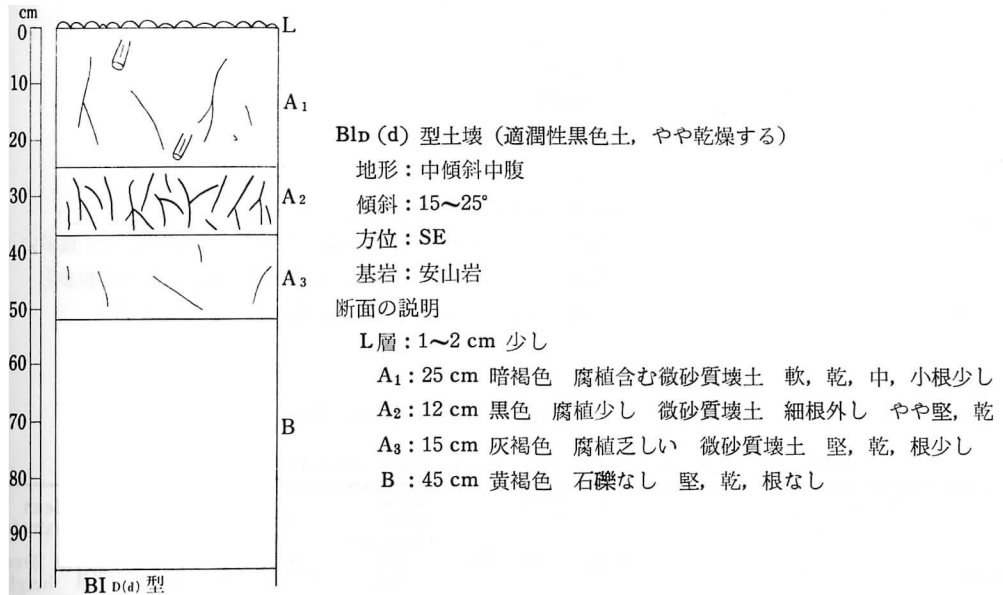 cm
0
10
20
30
40
50
60
70
80
90
L
A₁
A₂
A₃
B
BI D(d) 型
BlD (d) 型土壌（適潤性黒色土，やや乾燥する）
地形：中傾斜中腹
傾斜：15～25°
方位：SE
基岩：安山岩
断面の説明
L層：1～2 cm 少し
A₁：25 cm 暗褐色 腐植含む微砂質壌土 軟，乾，中，小根少し
A₂：12 cm 黒色 腐植少し 微砂質壌土 細根外し やや堅，乾
A₃：15 cm 灰褐色 腐植乏しい 微砂質壌土 堅，乾，根少し
B：45 cm 黄褐色 石礫なし 堅，乾，根なし